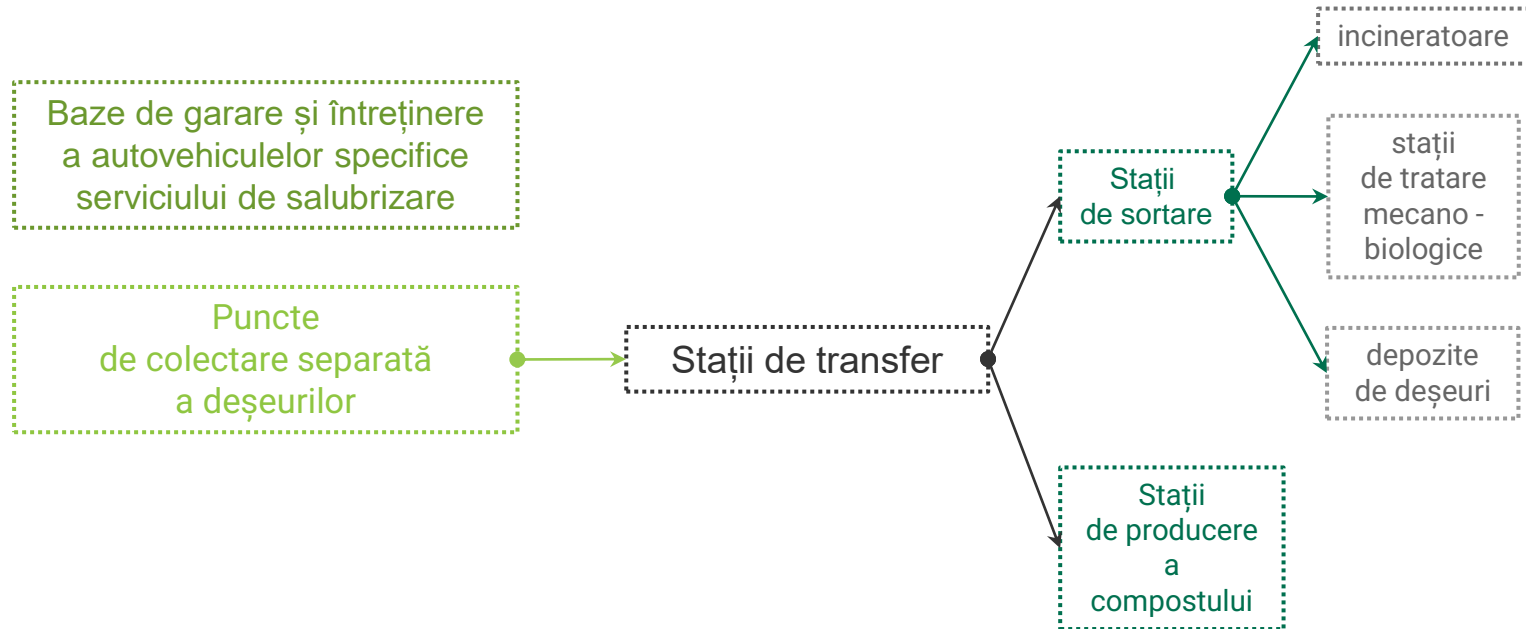 Baze de garare și întreținere
a autovehiculelor specifice
serviciului de salubrizare
Puncte
de colectare separată
a deșeurilor
Stații de transfer
Stații
de sortare
Stații
de producere
a
compostului
incineratoare
stații
de tratare
mecano -
biologice
depozite
de deșeuri